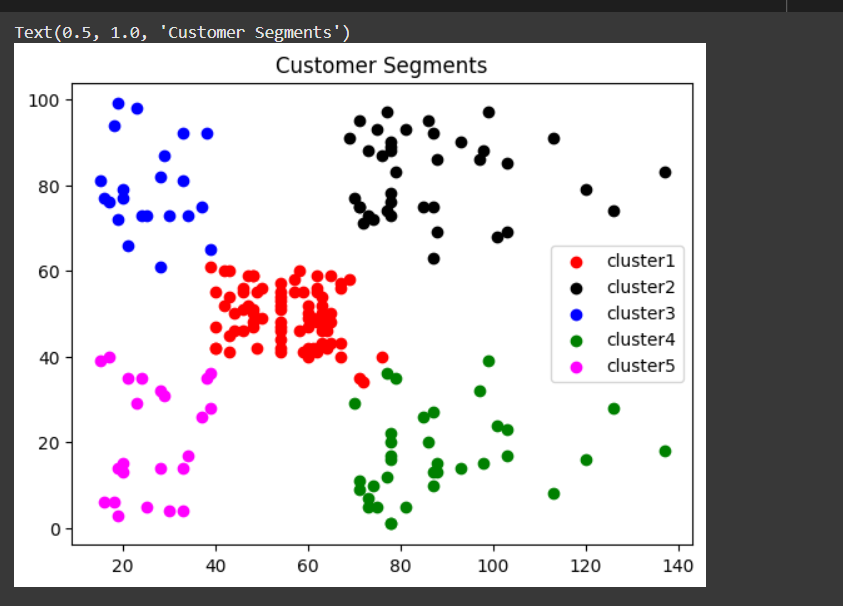 Text(0.5, 1.0, 'Customer Segments')
Customer Segments
100
80
60
40
20
0
cluster1
cluster2
cluster3
cluster4
cluster5
20 40 60 80 100 120 140